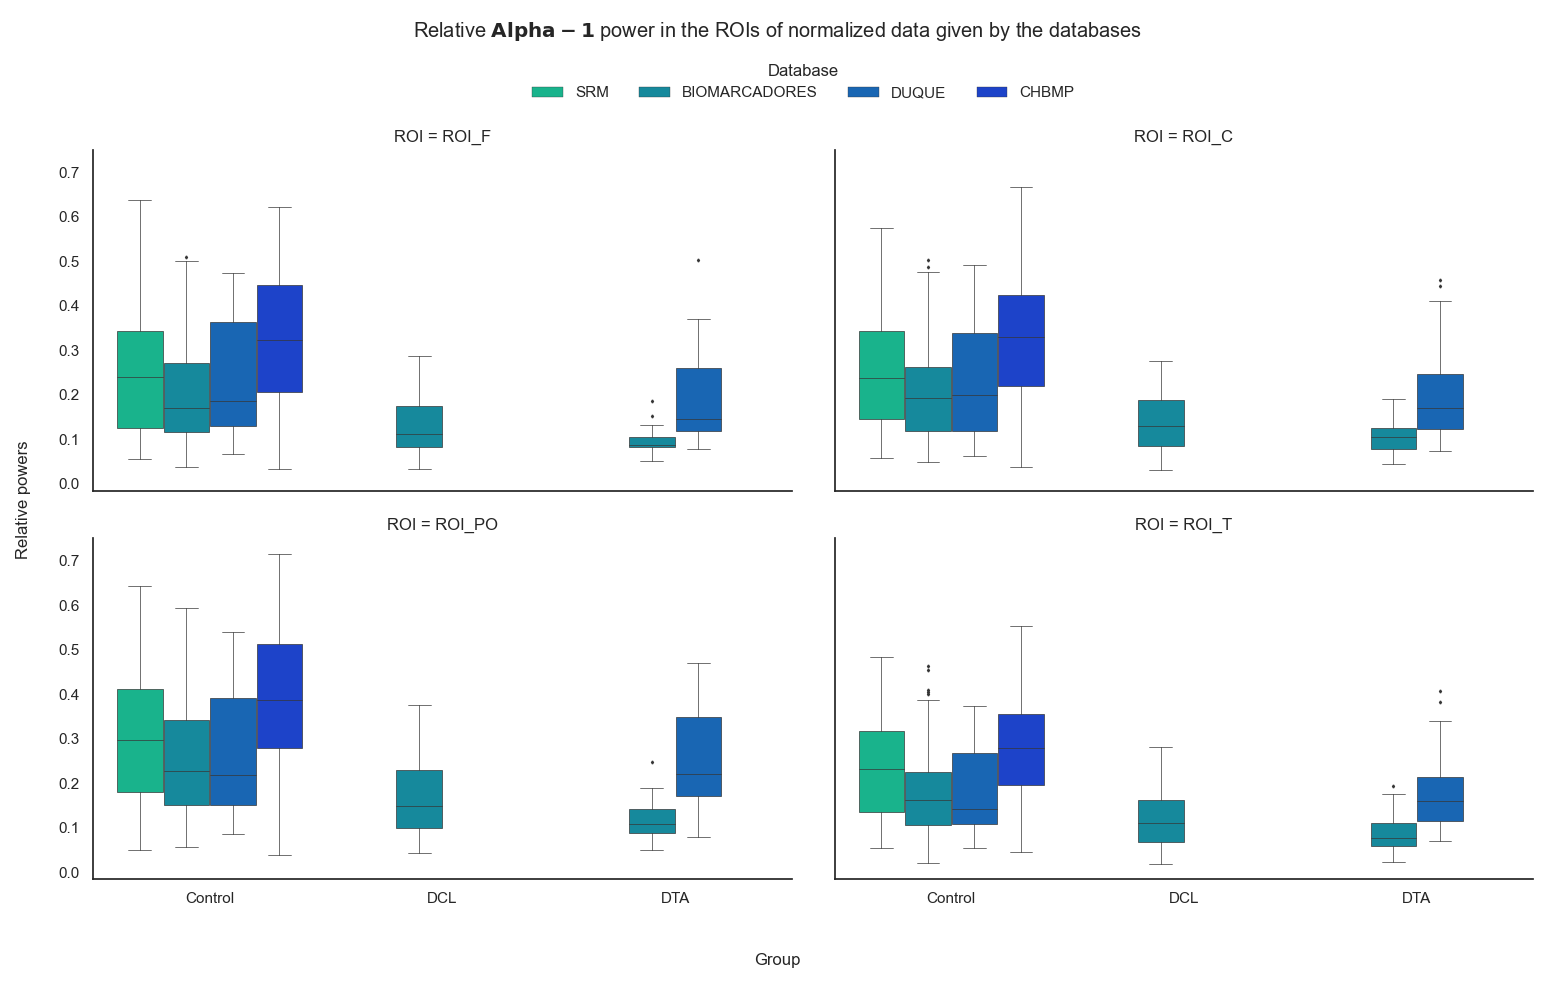 Relative Alpha − 1 power in the ROIs of normalized data given by the databases
Database
SRM BIOMARCADORES DUQUE CHBMP
ROI = ROI_F
0.7
0.6
0.5
0.4
0.3
0.2
0.1
0.0
ROI = ROI_C
Relative powers
ROI = ROI_PO
0.7
0.6
0.5
0.4
0.3
0.2
0.1
0.0
Control DCL DTA
ROI = ROI_T
Control DCL DTA
Group